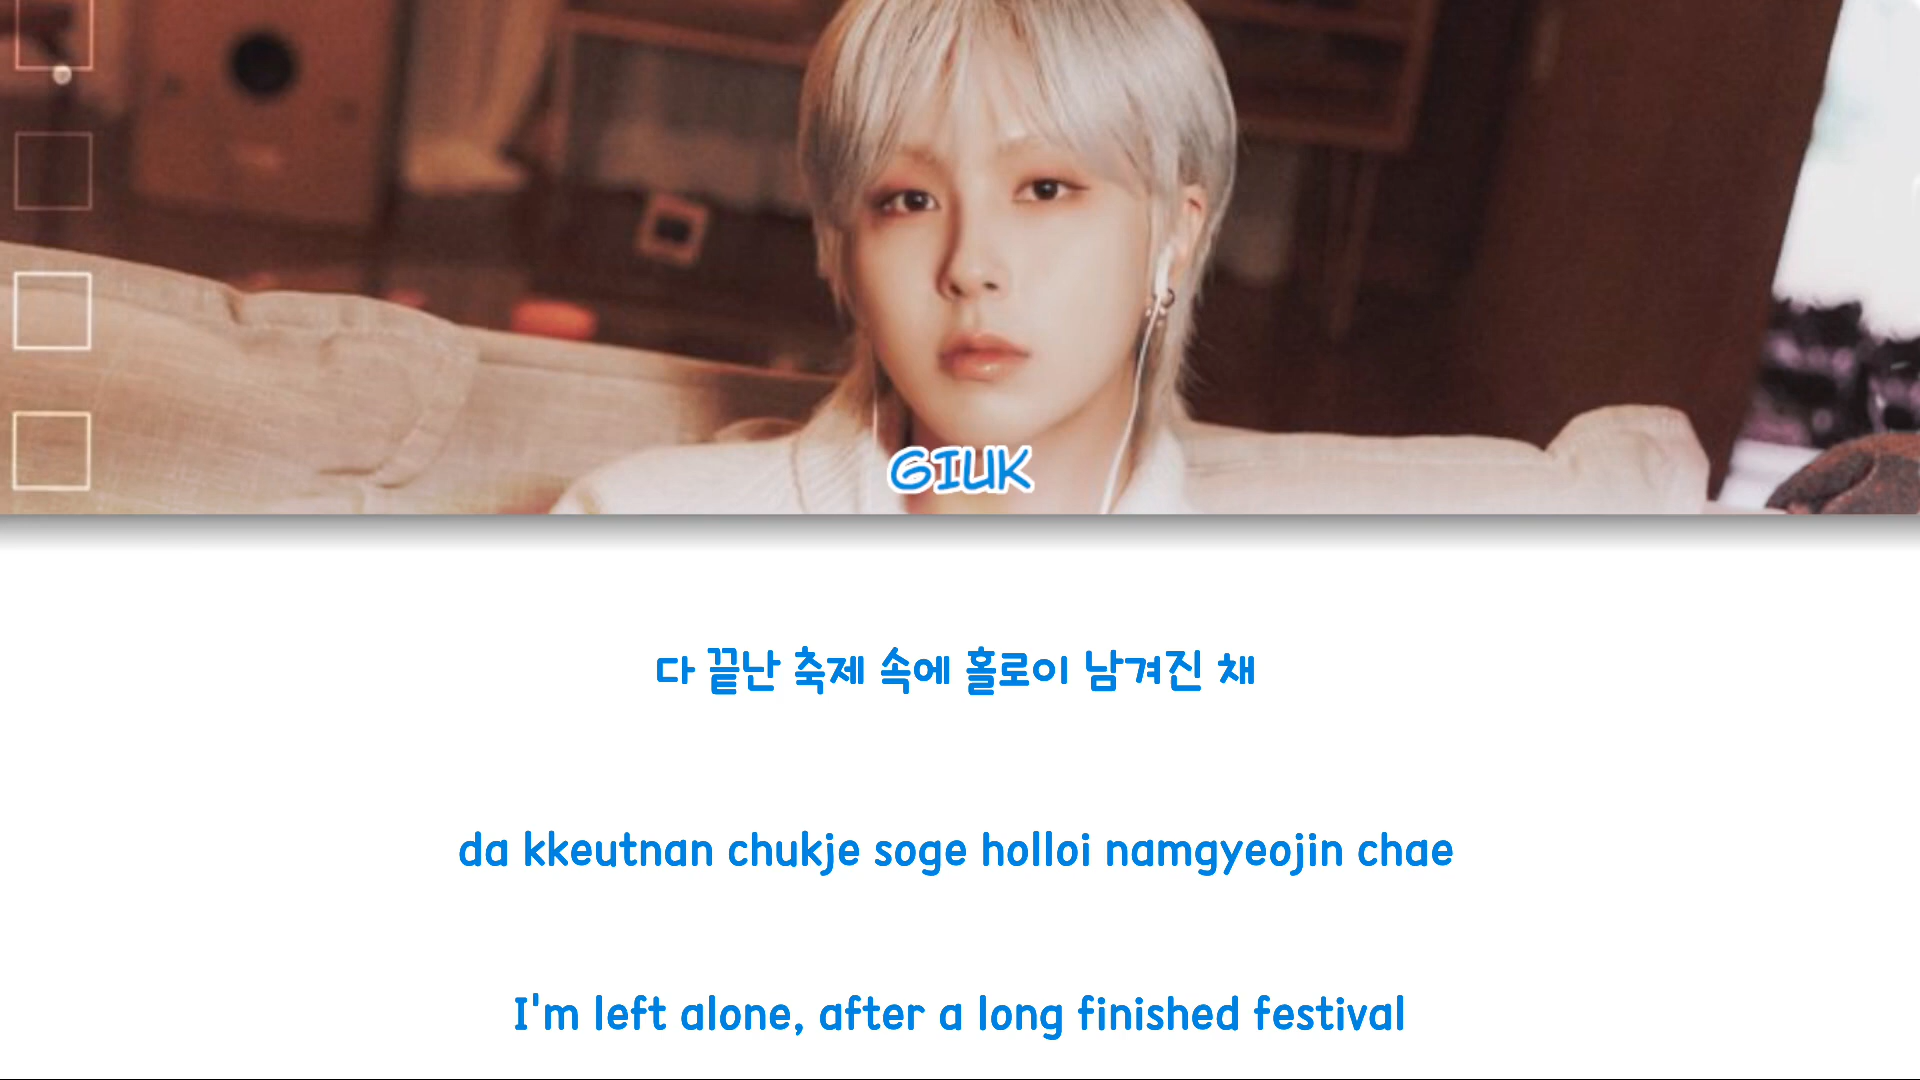 GIUK
다 끝난 축제 속에 홀로이 남겨진 채
da kkeutnan chukje soge holloi namgyeojin chae
I'm left alone, after a long finished festival